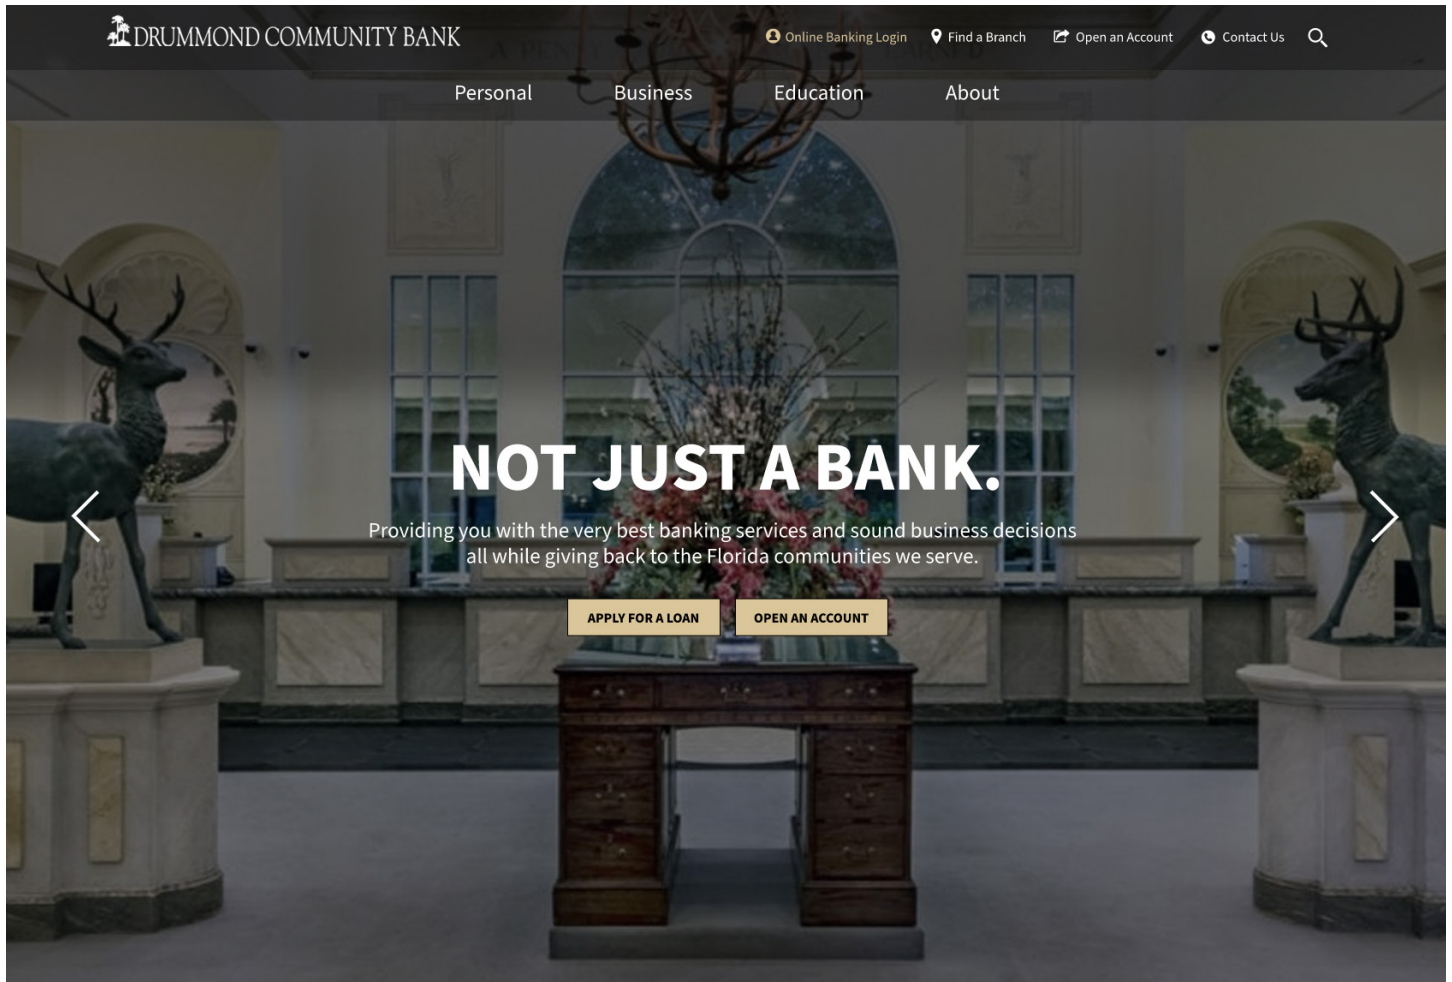 DRUMMOND COMMUNITY BANK
Online Banking Login
Find a Branch
Open an Account
Contact Us
Personal
Business
Education
About
NOT JUST A BANK.
Providing you with the very best banking services and sound business decisions
all while giving back to the Florida communities we serve.
APPLY FOR A LOAN
OPEN AN ACCOUNT